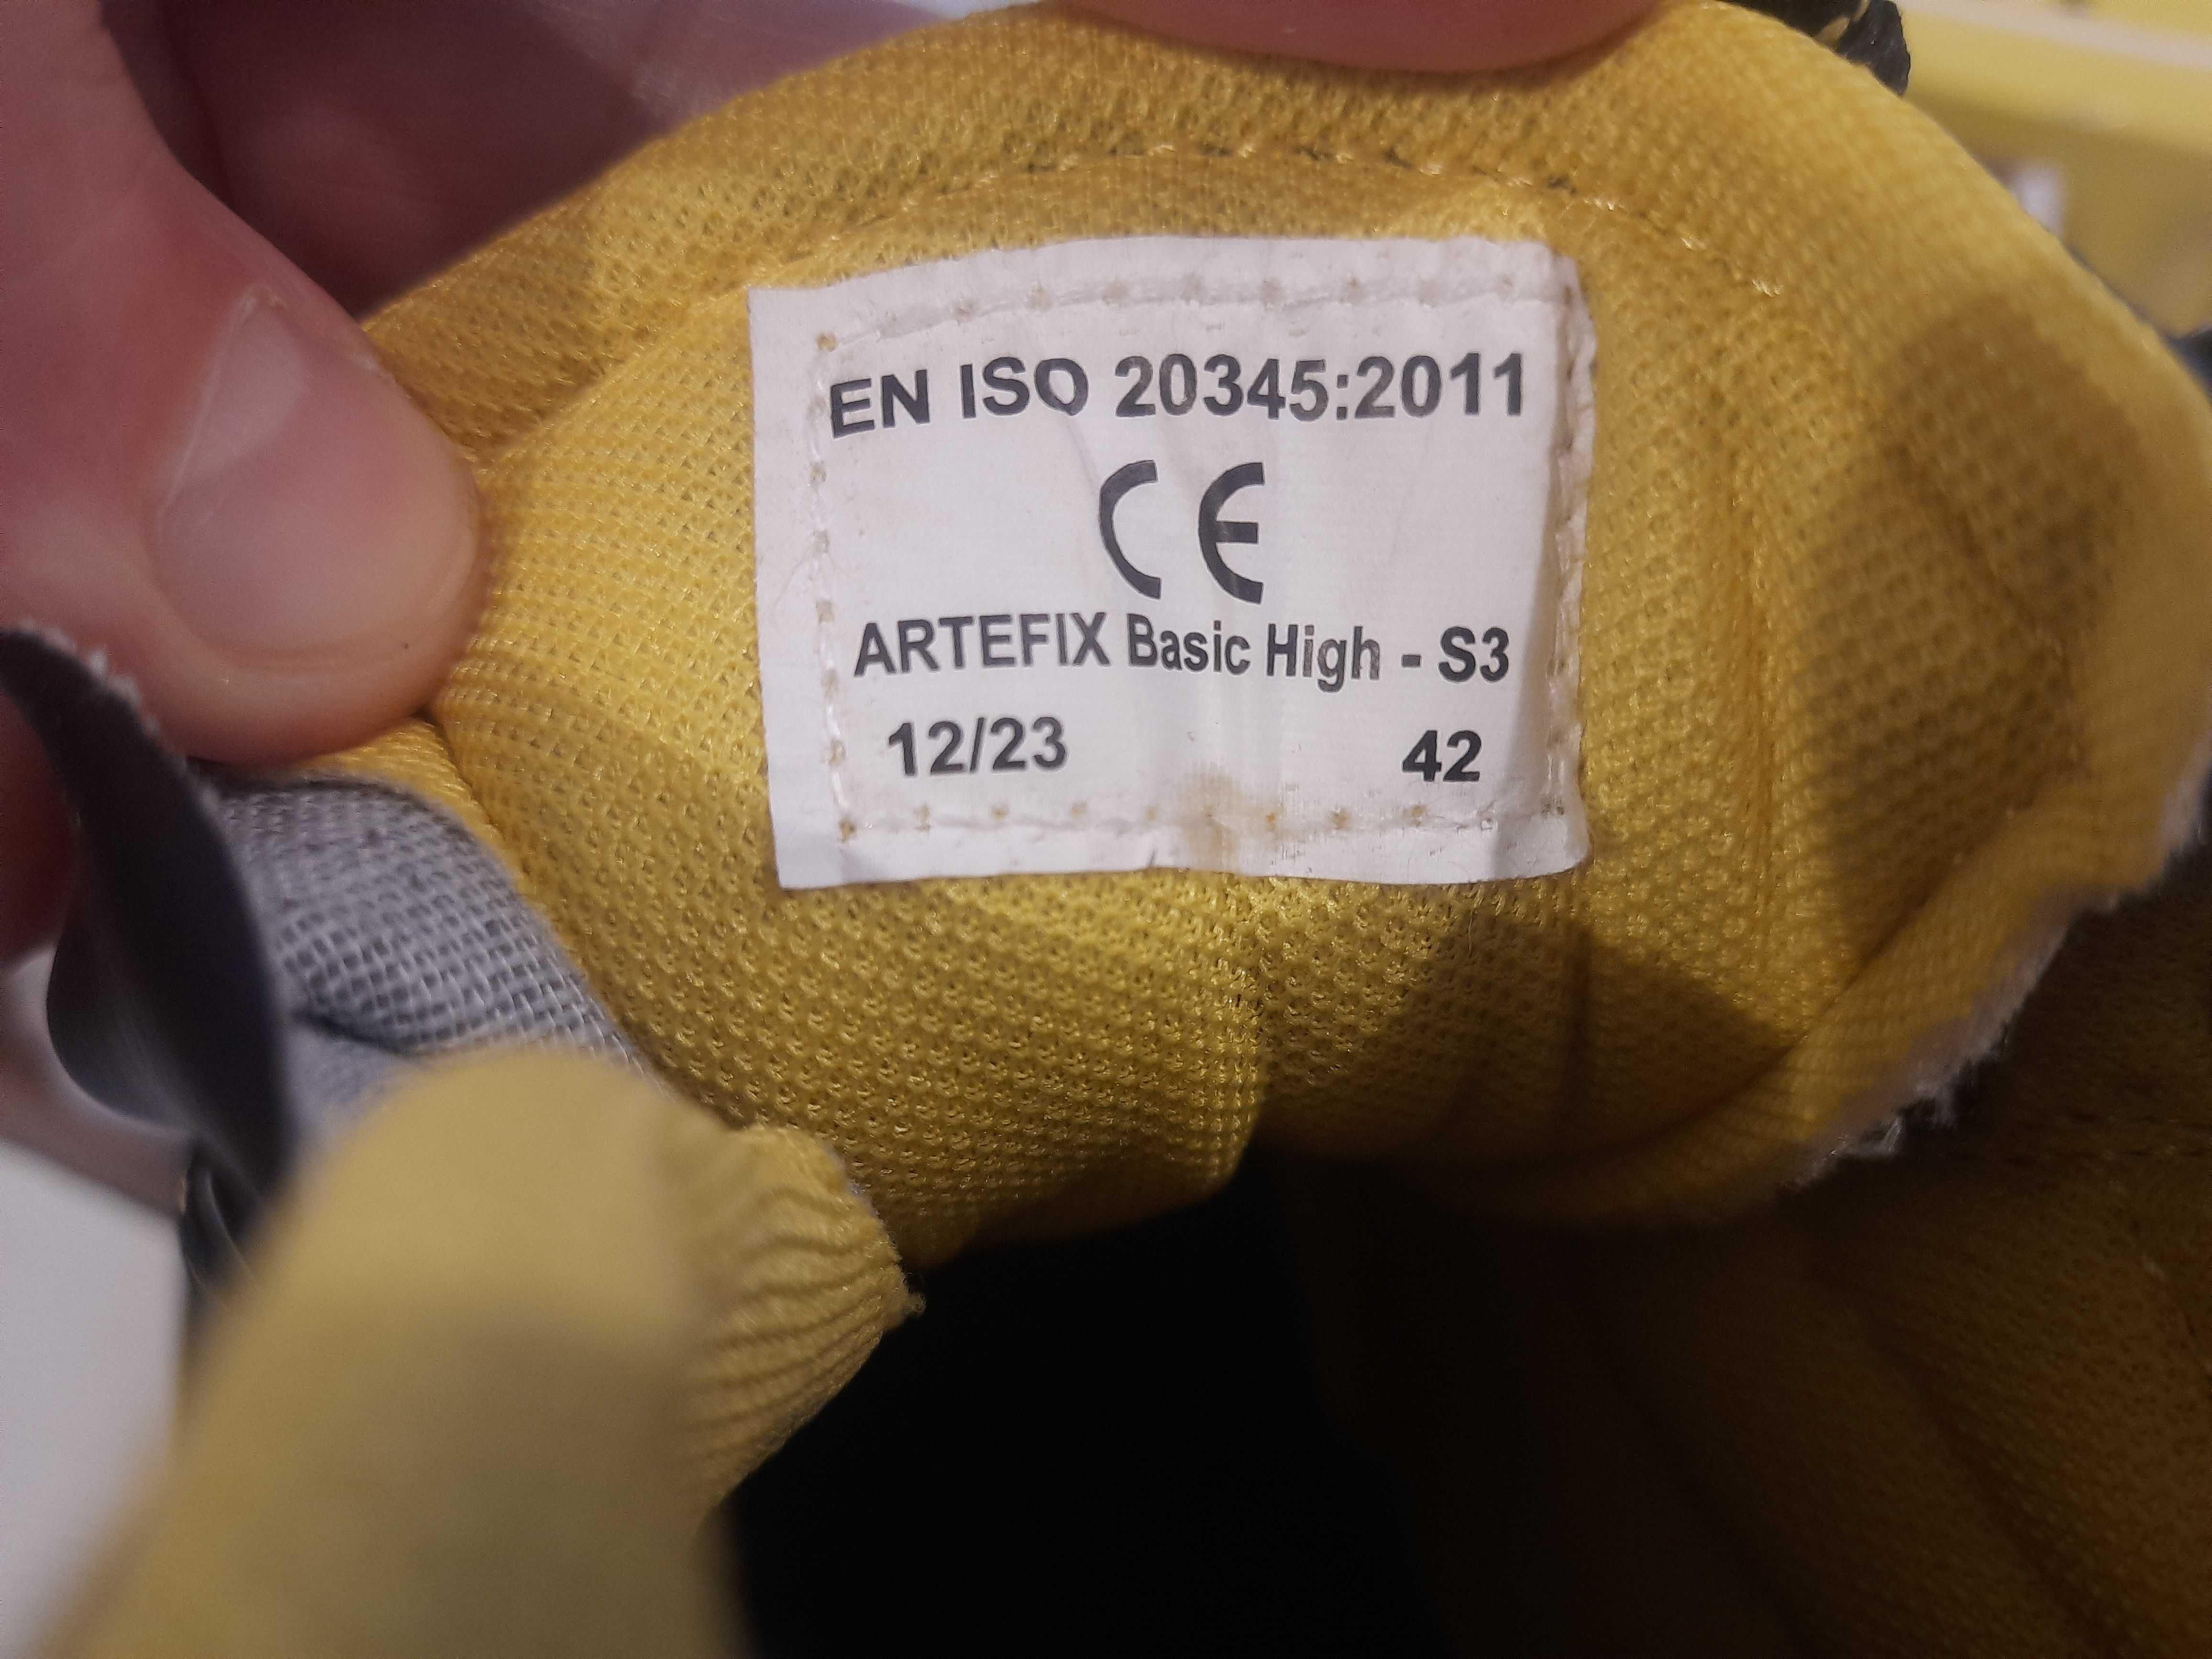 EN ISO 20345:2011
CE
ARTEFIX Basic High - S3
12/23 42